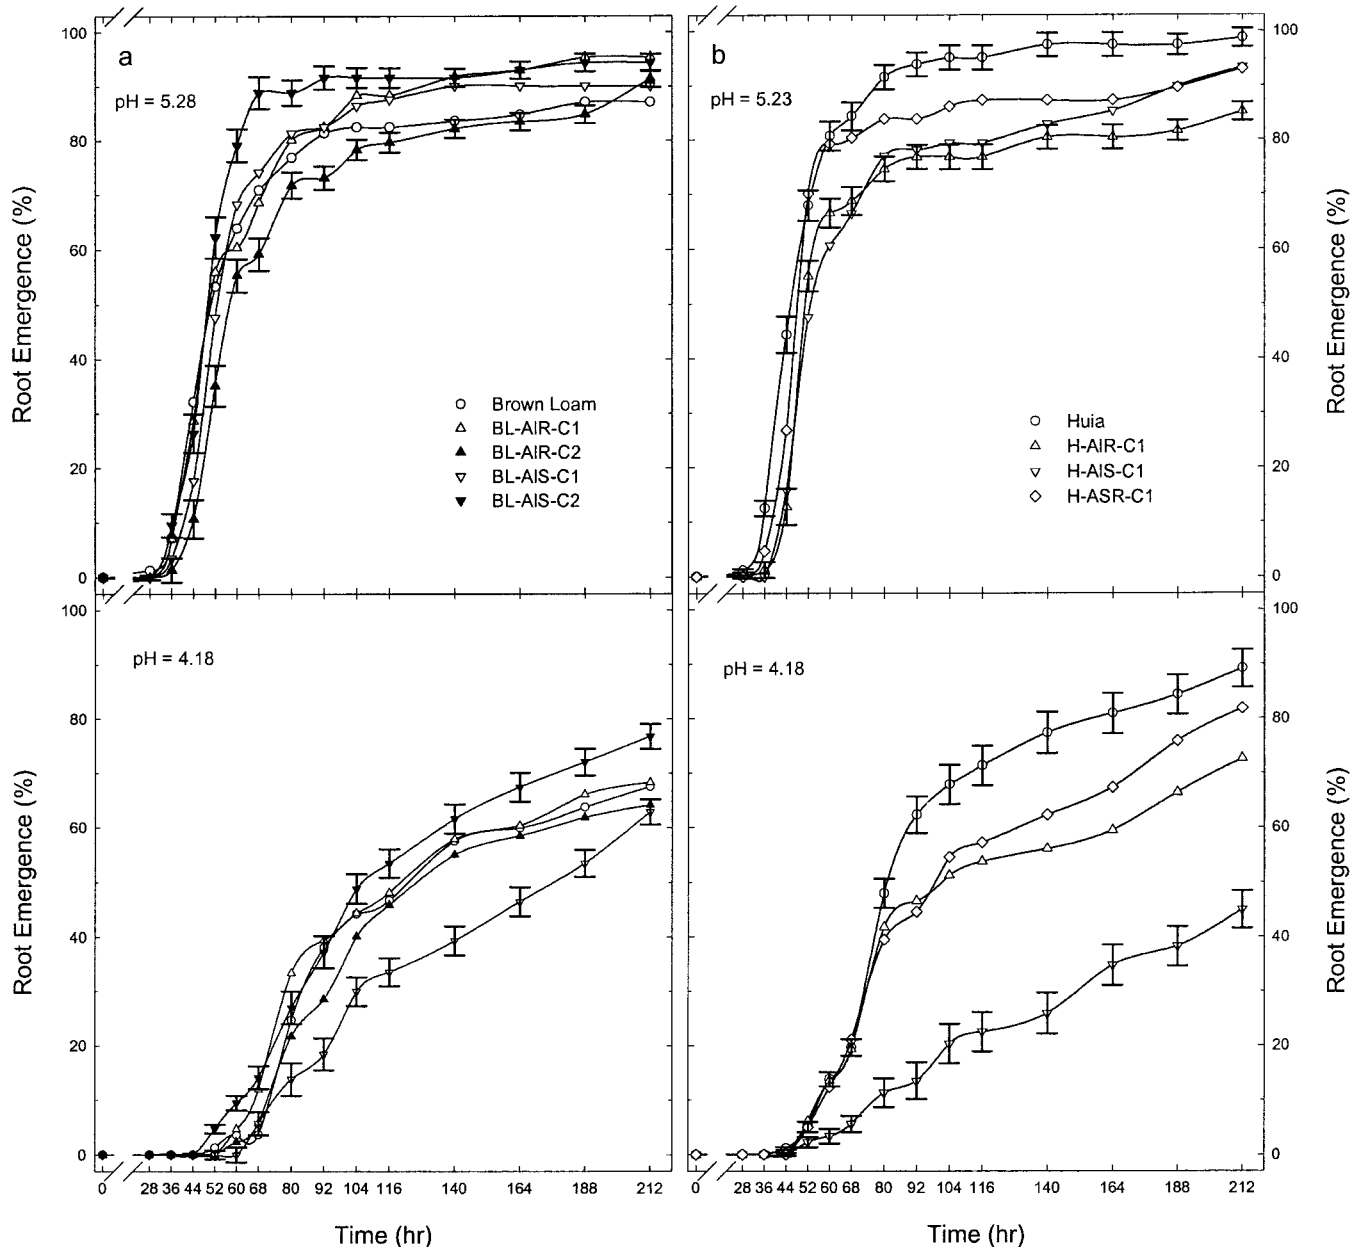 a
pH = 5.28
Root Emergence (%)
100
80
60
40
20
0
Brown Loam
BL-AIR-C1
BL-AIR-C2
BL-AIS-C1
BL-AIS-C2
b
pH = 5.23
Root Emergence (%)
100
80
60
40
20
0
Huia
H-AIR-C1
H-AIS-C1
H-ASR-C1
pH = 4.18
Root Emergence (%)
100
80
60
40
20
0
0 28 36 44 52 60 68 80 92 104 116 140 164 188 212
Time (hr)
pH = 4.18
Root Emergence (%)
100
80
60
40
20
0
0 28 36 44 52 60 68 80 92 104 116 140 164 188 212
Time (hr)